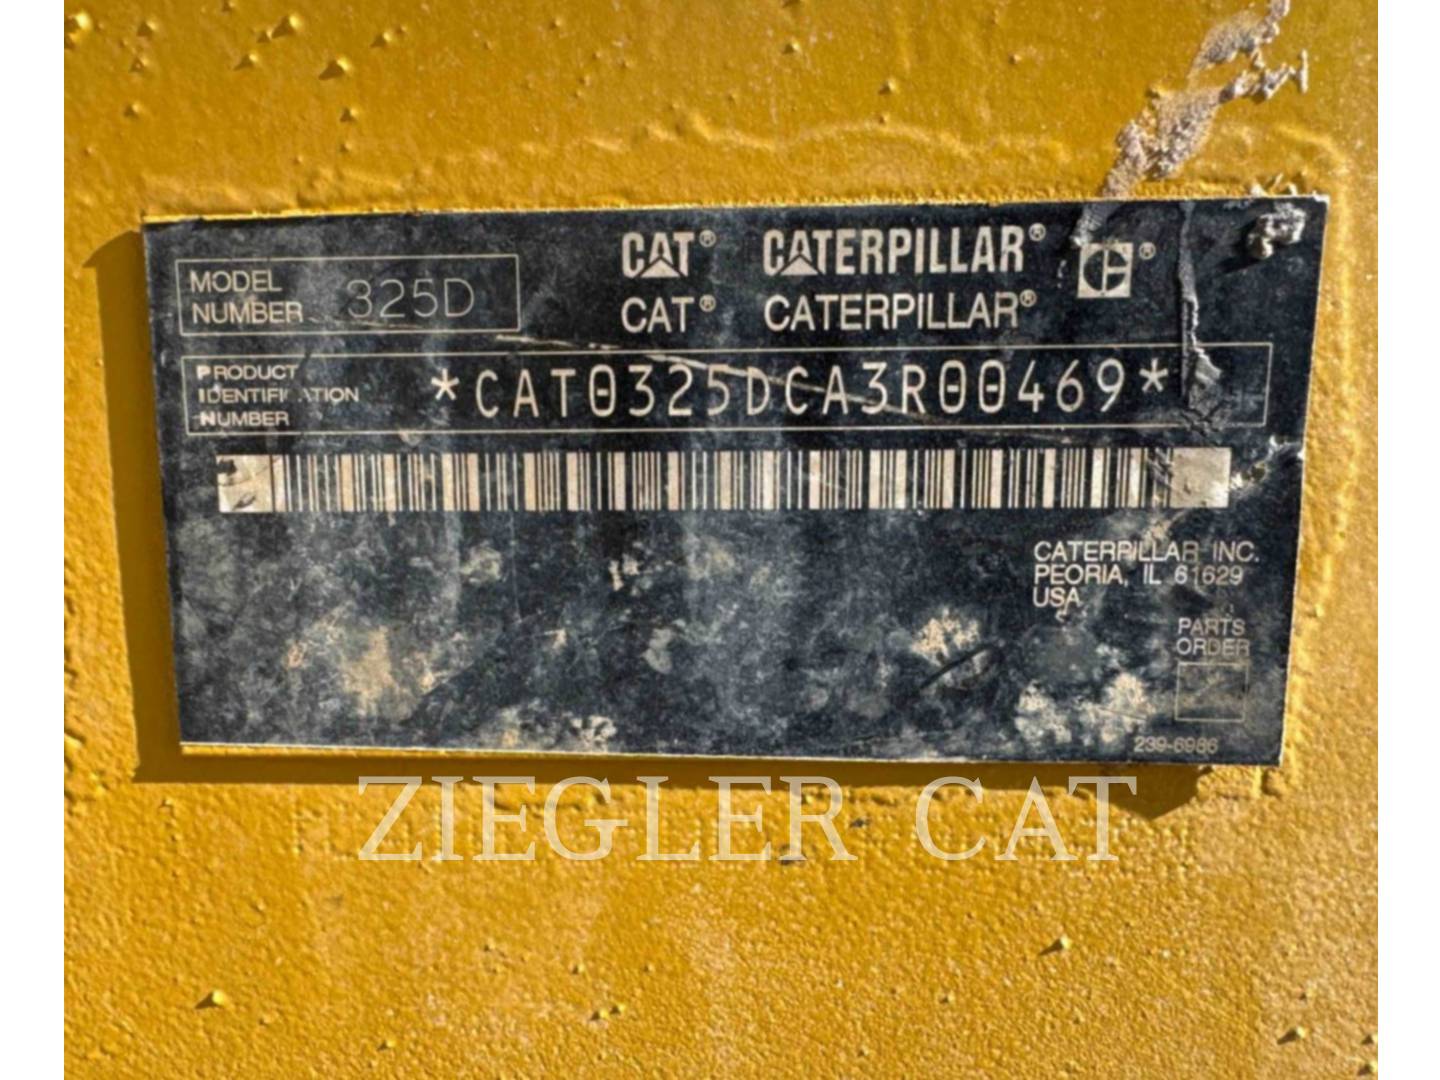 MODEL
NUMBER 325D
CAT® CATERPILLAR® ®
CAT® CATERPILLAR®
PRODUCT
IDENTIFICATION
NUMBER
*CAT0325DCA3R00469*
CATERPILLAR INC.
PEORIA, IL 61629
USA
PARTS
ORDER
239-6986
ZIEGLER CAT